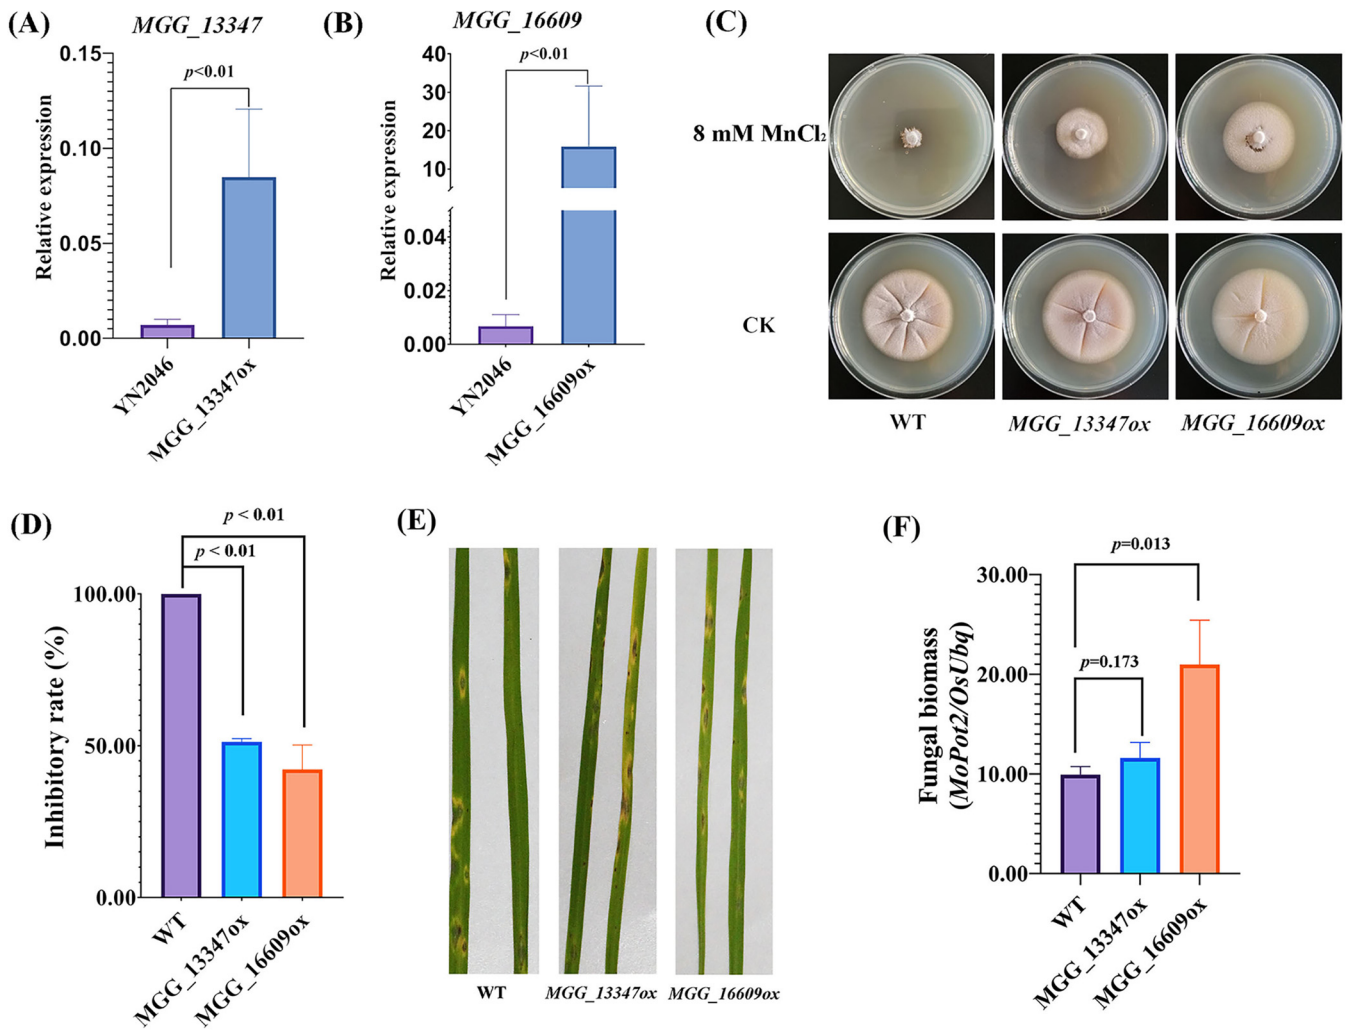 (A)
MGG_13347
Relative expression
0.15
0.10
0.05
0.00
p<0.01
YN2046
MGG_13347ox
(B)
MGG_16609
Relative expression
40
30
20
10
0.04
0.02
0.00
p<0.01
YN2046
MGG_16609ox
(C)
8 mM MnCl₂
CK
WT
MGG_13347ox
MGG_16609ox
(D)
Inhibitory rate (%)
100.00
50.00
0.00
p < 0.01
p < 0.01
WT
MGG_13347ox
MGG_16609ox
(E)
WT
MGG_13347ox
MGG_16609ox
(F)
Fungal biomass
(MoPot2/OsUbq)
30.00
20.00
10.00
0.00
p=0.013
p=0.173
WT
MGG_13347ox
MGG_16609ox